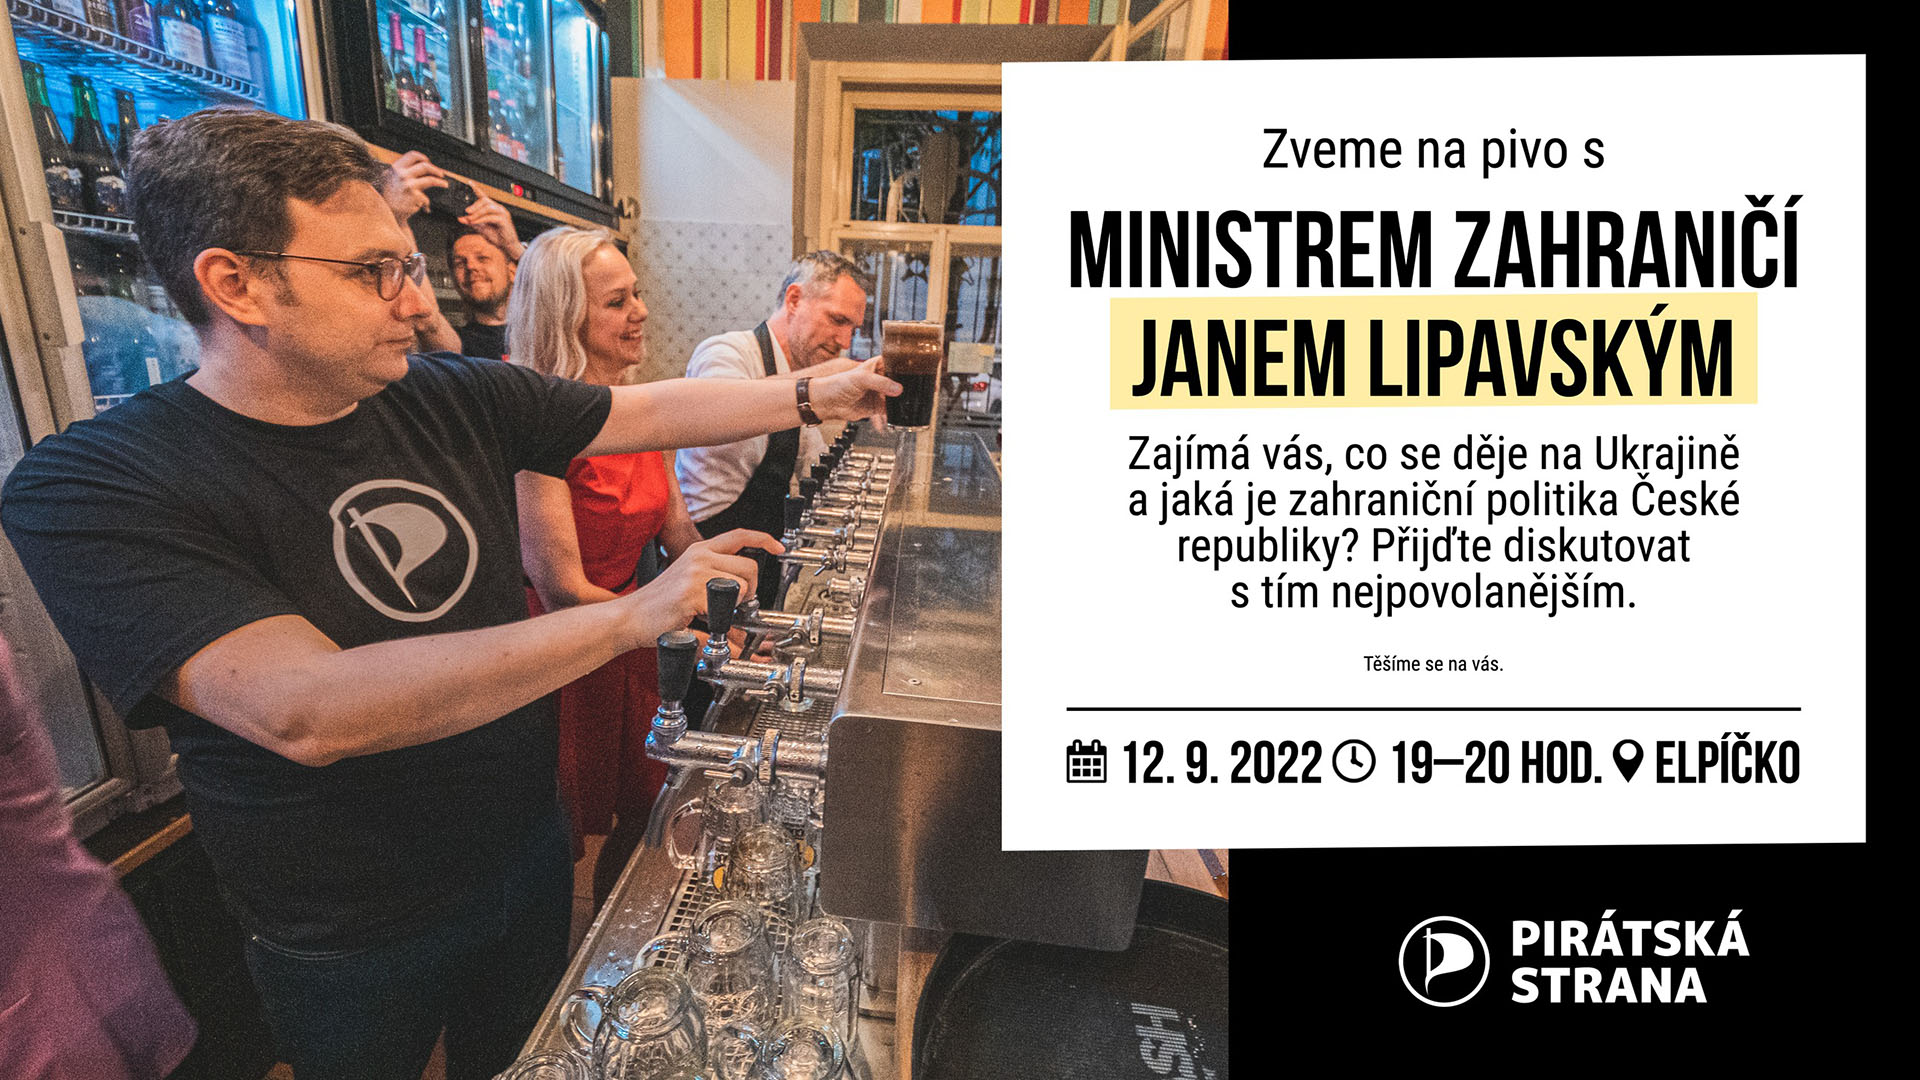 Zveme na pivo s
MINISTREM ZAHRANIČÍ
JANEM LIPAVSKÝM
Zajímá vás, co se děje na Ukrajině
a jaká je zahraniční politika České
republiky? Přijďte diskutovat
s tím nejpovolanějším.
Těšíme se na vás.
12. 9. 2022 19—20 HOD. ELPÍČKO
PIRÁTSKÁ
STRANA